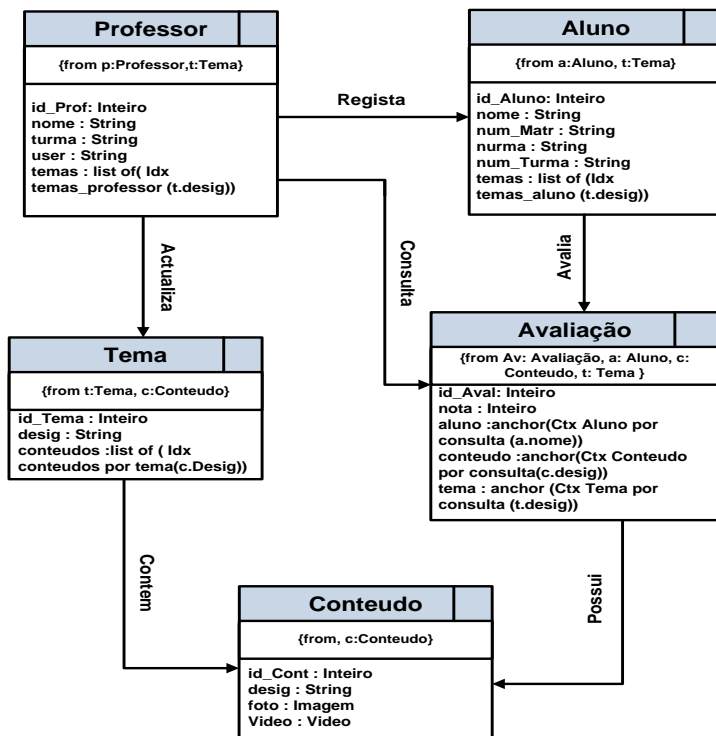 Professor
{from p:Professor,t:Tema}
id_Prof: Inteiro
nome : String
turma : String
user : String
temas : list of( Idx
temas_professor (t.desig))
Regista
Aluno
{from a:Aluno, t:Tema}
id_Aluno: Inteiro
nome : String
num_Matr : String
nurma : String
num_Turma : String
temas : list of (Idx
temas_aluno (t.desig))
Actualiza
Consulta
Avalia
Tema
{from t:Tema, c:Conteudo}
id_Tema : Inteiro
desig : String
conteudos :list of ( Idx
conteudos por tema(c.Desig))
Avaliação
{from Av: Avaliação, a: Aluno, c:
Conteudo, t: Tema }
id_Aval: Inteiro
nota : Inteiro
aluno :anchor(Ctx Aluno por
consulta (a.nome))
conteudo :anchor(Ctx Conteudo
por consulta(c.desig))
tema : anchor (Ctx Tema por
consulta (t.desig))
Contem
Possui
Conteudo
{from, c:Conteudo}
id_Cont : Inteiro
desig : String
foto : Imagem
Video : Video